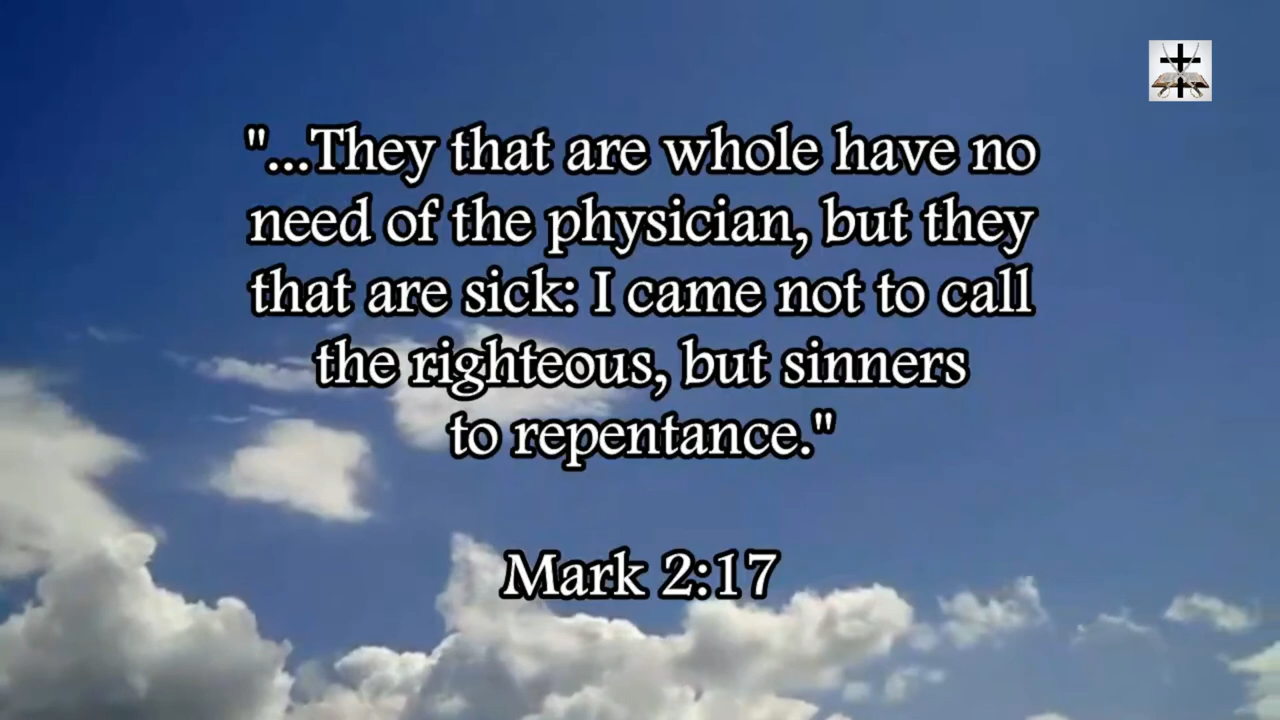 "...They that are whole have no
need of the physician, but they
that are sick: I came not to call
the righteous, but sinners
to repentance."
Mark 2:17